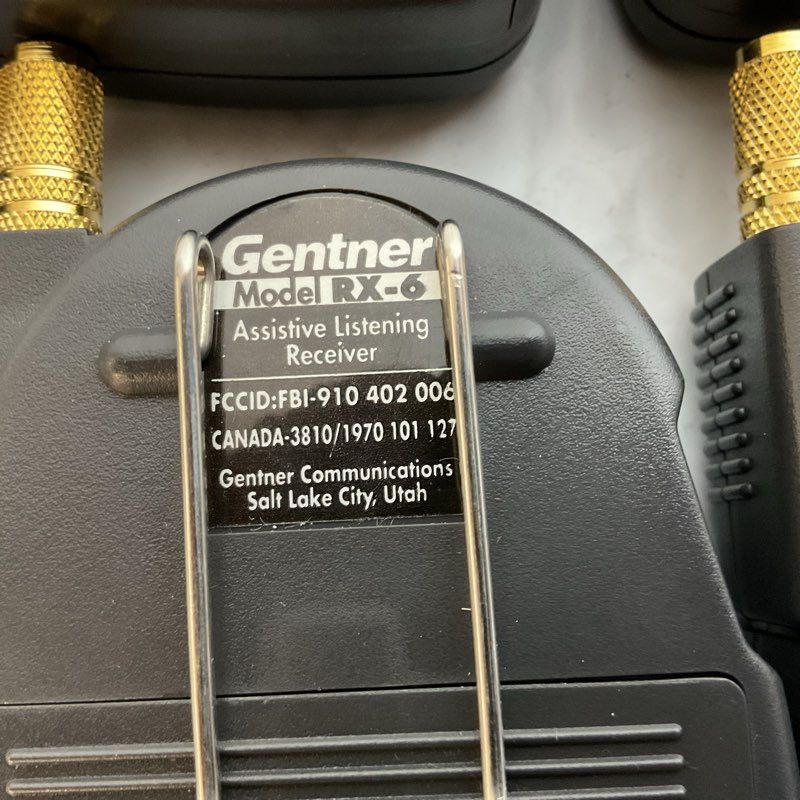 Gentner
Model RX-6
Assistive Listening
Receiver
FCCID:FBI-910 402 006
CANADA-3810/1970 101 127
Gentner Communications
Salt Lake City, Utah